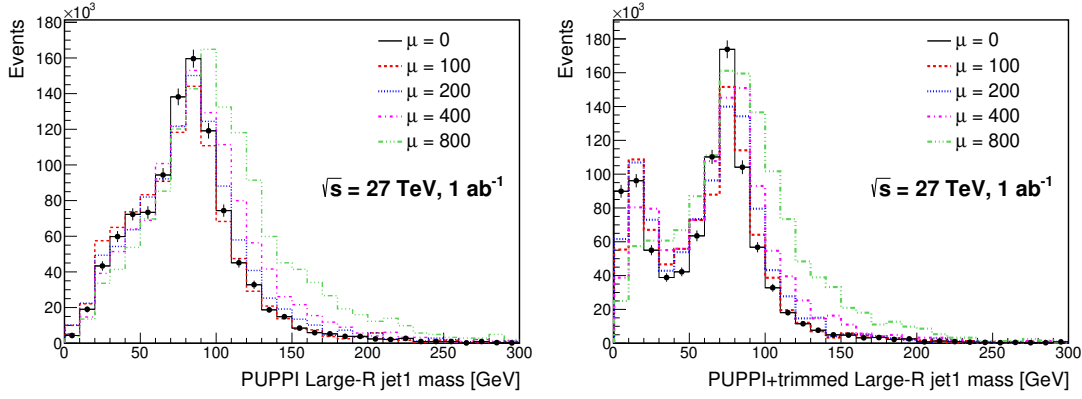 ×10³
Events
180
160
140
120
100
80
60
40
20
0
0 50 100 150 200 250 300
PUPPI Large-R jet1 mass [GeV]
μ = 0
μ = 100
μ = 200
μ = 400
μ = 800
√s = 27 TeV, 1 ab⁻¹
×10³
Events
180
160
140
120
100
80
60
40
20
0
0 50 100 150 200 250 300
PUPPI+trimmed Large-R jet1 mass [GeV]
μ = 0
μ = 100
μ = 200
μ = 400
μ = 800
√s = 27 TeV, 1 ab⁻¹